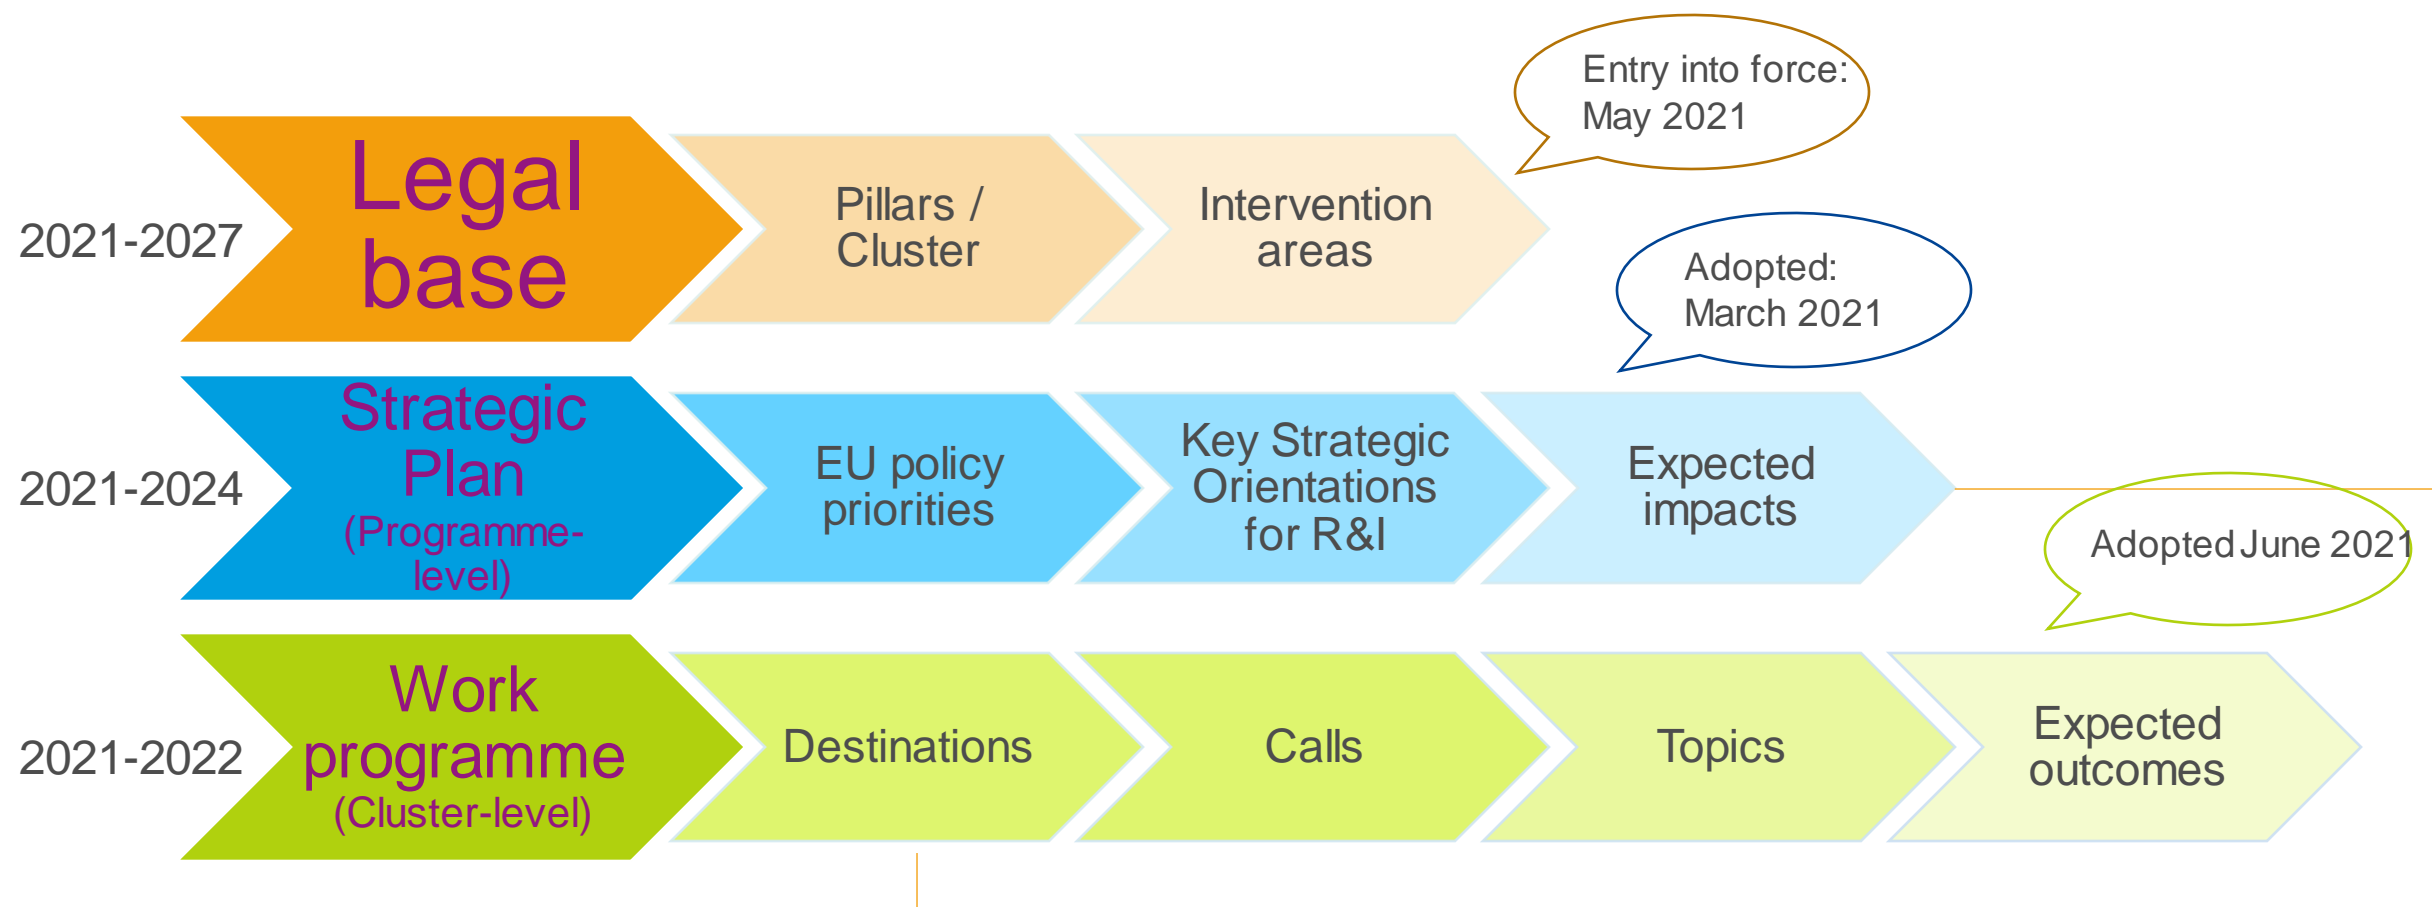 Entry into force:
May 2021
2021-2027
Legal
base
Pillars /
Cluster
Intervention
areas
Adopted:
March 2021
2021-2024
Strategic
Plan
(Programme-
level)
EU policy
priorities
Key Strategic
Orientations
for R&I
Expected
impacts
Adopted June 2021
2021-2022
Work
programme
(Cluster-level)
Destinations
Calls
Topics
Expected
outcomes